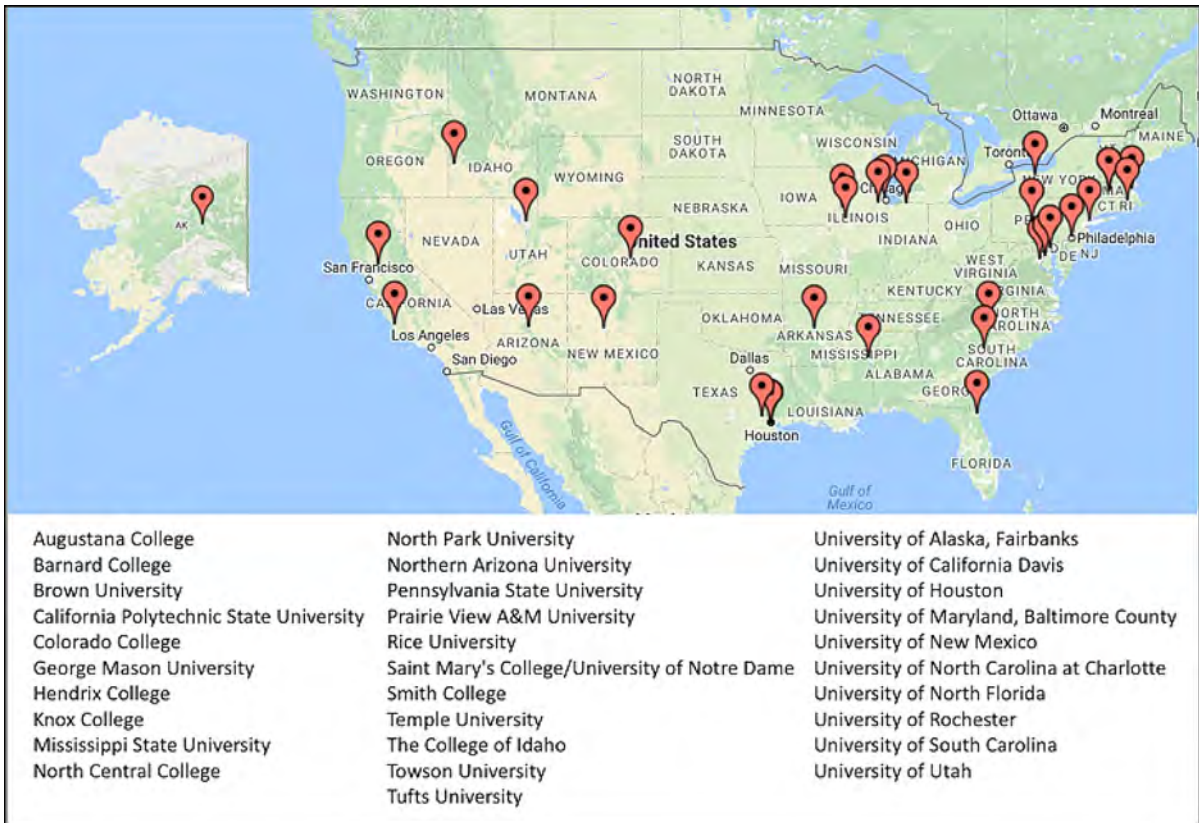 NORTH
DAKOTA
WASHINGTON
MONTANA
MINNESOTA
Ottawa
Montreal
MAINE
SOUTH
DAKOTA
WISCONSIN
OREGON
IDAHO
WYOMING
Toront
NEW YORK
AK
IOWA
NEBRASKA
ILLINOIS
CT RI
NEVADA
UTAH
COLORADO
United States
INDIANA
OHIO
Philadelphia
DE NJ
San Francisco
KANSAS
MISSOURI
WEST
VIRGINIA
KENTUCKY
Las Vegas
OKLAHOMA
NORTH
Los Angeles
ARIZONA
NEW MEXICO
ARKANSAS
MISSISSIPPI
SOUTH
CAROLINA
San Diego
Dallas
TEXAS
ALABAMA
LOUISIANA
Houston
FLORIDA
Gulf of California
Gulf of
Mexico
Augustana College
Barnard College
Brown University
California Polytechnic State University
Colorado College
George Mason University
Hendrix College
Knox College
Mississippi State University
North Central College
North Park University
Northern Arizona University
Pennsylvania State University
Prairie View A&M University
Rice University
Saint Mary's College/University of Notre Dame
Smith College
Temple University
The College of Idaho
Towson University
Tufts University
University of Alaska, Fairbanks
University of California Davis
University of Houston
University of Maryland, Baltimore County
University of New Mexico
University of North Carolina at Charlotte
University of North Florida
University of Rochester
University of South Carolina
University of Utah